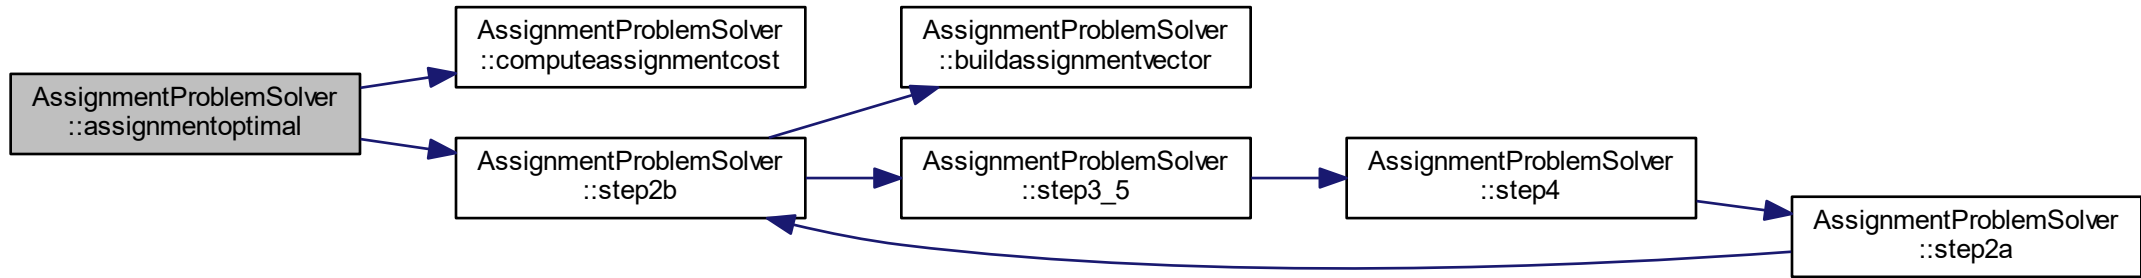 AssignmentProblemSolver
::assignmentoptimal
AssignmentProblemSolver
::computeassignmentcost
AssignmentProblemSolver
::step2b
AssignmentProblemSolver
::buildassignmentvector
AssignmentProblemSolver
::step3_5
AssignmentProblemSolver
::step4
AssignmentProblemSolver
::step2a